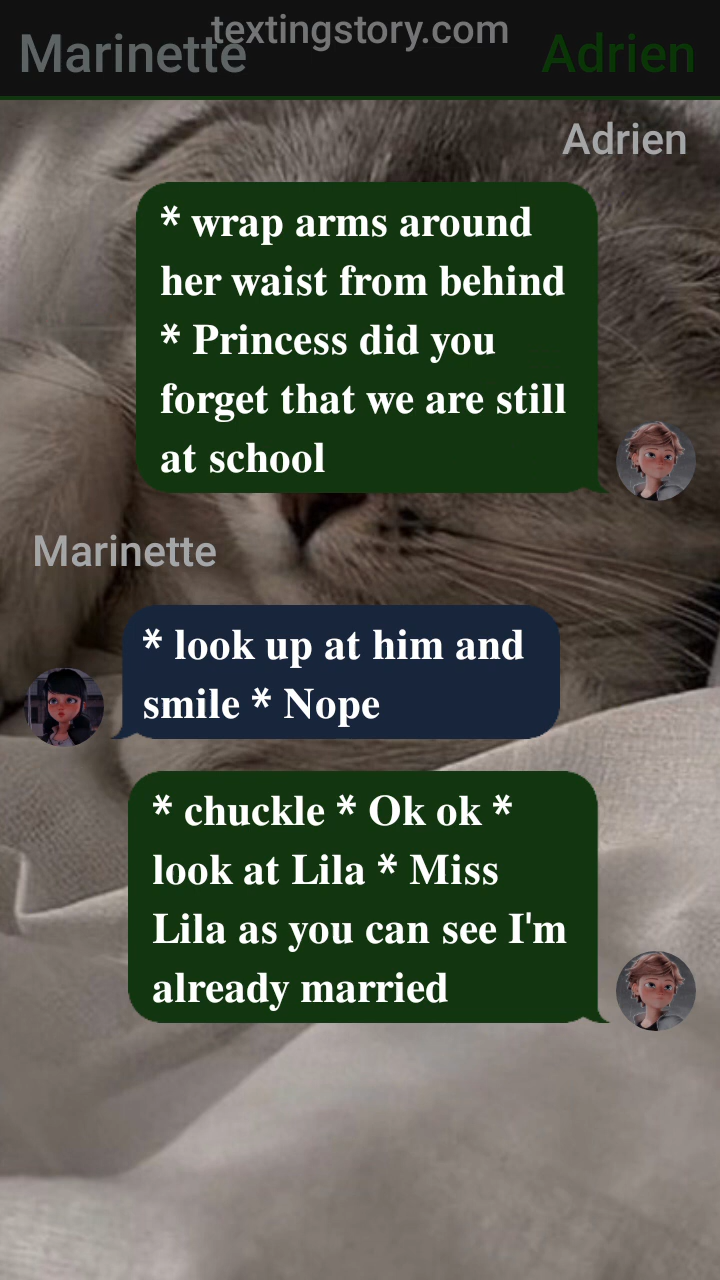 textingstory.com
Marinette
Adrien
Adrien
* wrap arms around
her waist from behind
* Princess did you
forget that we are still
at school
Marinette
* look up at him and
smile * Nope
* chuckle * Ok ok *
look at Lila * Miss
Lila as you can see I'm
already married